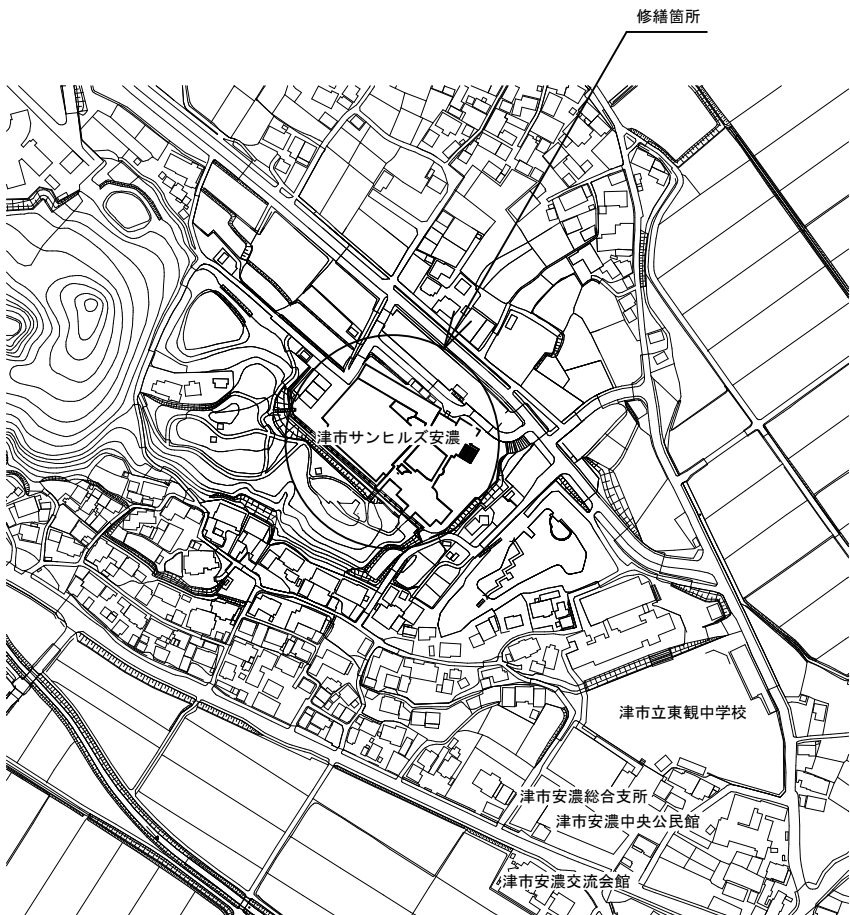 修繕箇所
津市サンヒルズ安濃
津市立東観中学校
津市安濃総合支所
津市安濃中央公民館
津市安濃交流会館